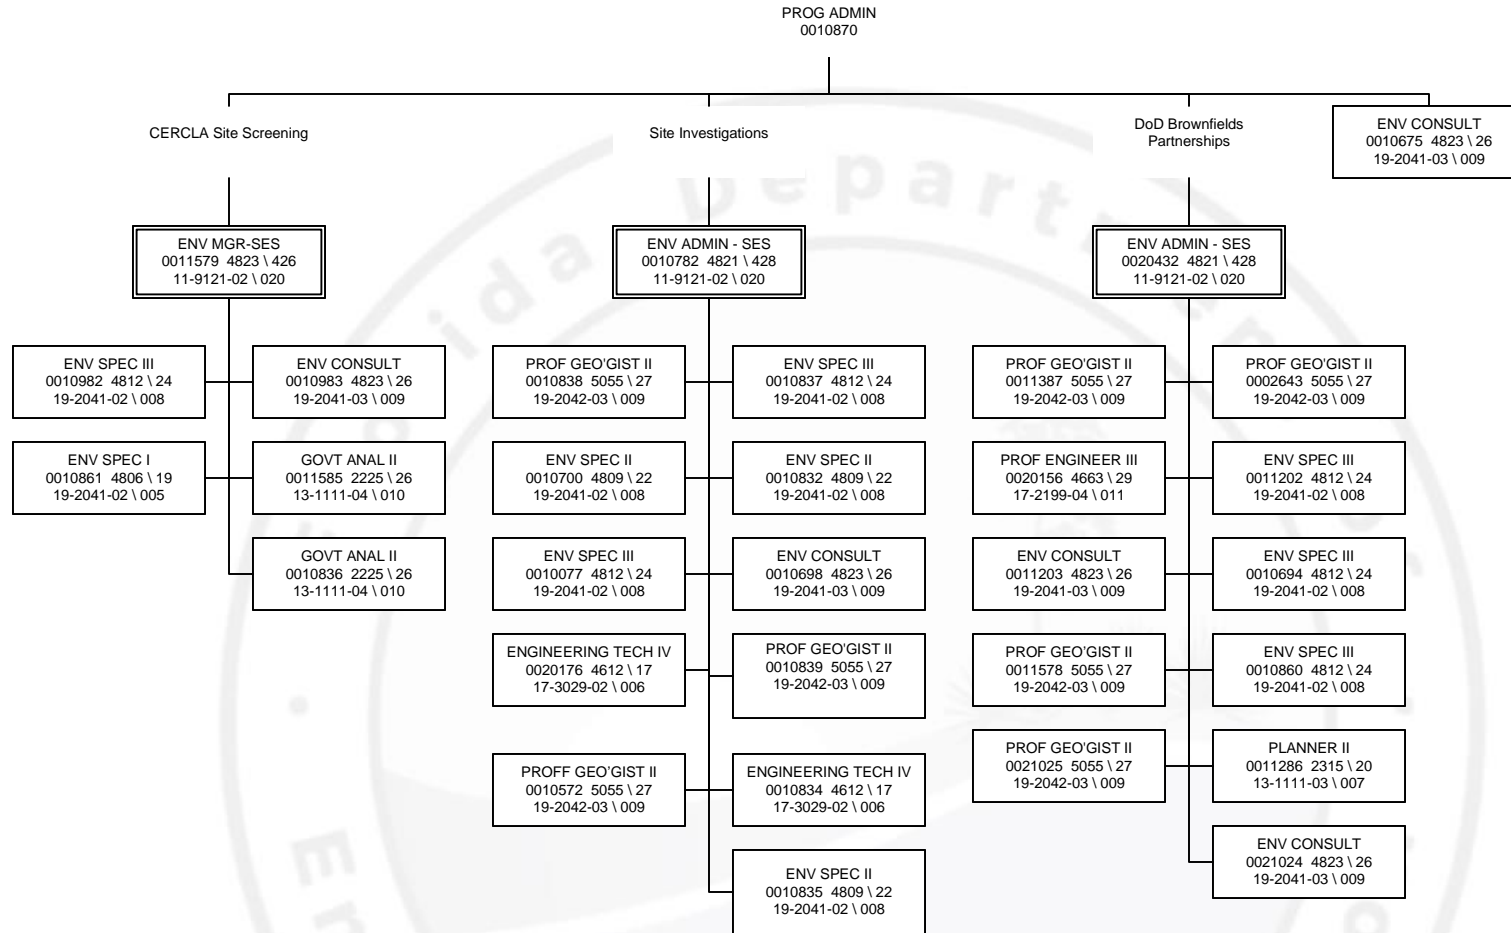 PROG ADMIN
0010870
CERCLA Site Screening
Site Investigations
DoD Brownfields
Partnerships
ENV CONSULT
0010675 4823 \ 26
19-2041-03 \ 009
ENV MGR-SES
0011579 4823 \ 426
11-9121-02 \ 020
ENV ADMIN - SES
0010782 4821 \ 428
11-9121-02 \ 020
ENV ADMIN - SES
0020432 4821 \ 428
11-9121-02 \ 020
ENV SPEC III
0010982 4812 \ 24
19-2041-02 \ 008
ENV CONSULT
0010983 4823 \ 26
19-2041-03 \ 009
PROF GEO'GIST II
0010838 5055 \ 27
19-2042-03 \ 009
ENV SPEC III
0010837 4812 \ 24
19-2041-02 \ 008
PROF GEO'GIST II
0011387 5055 \ 27
19-2042-03 \ 009
PROF GEO'GIST II
0002643 5055 \ 27
19-2042-03 \ 009
ENV SPEC I
0010861 4806 \ 19
19-2041-02 \ 005
GOVT ANAL II
0011585 2225 \ 26
13-1111-04 \ 010
ENV SPEC II
0010700 4809 \ 22
19-2041-02 \ 008
ENV SPEC II
0010832 4809 \ 22
19-2041-02 \ 008
PROF ENGINEER III
0020156 4663 \ 29
17-2199-04 \ 011
ENV SPEC III
0011202 4812 \ 24
19-2041-02 \ 008
GOVT ANAL II
0010836 2225 \ 26
13-1111-04 \ 010
ENV SPEC III
0010077 4812 \ 24
19-2041-02 \ 008
ENV CONSULT
0010698 4823 \ 26
19-2041-03 \ 009
ENV CONSULT
0011203 4823 \ 26
19-2041-03 \ 009
ENV SPEC III
0010694 4812 \ 24
19-2041-02 \ 008
ENGINEERING TECH IV
0020176 4612 \ 17
17-3029-02 \ 006
PROF GEO'GIST II
0010839 5055 \ 27
19-2042-03 \ 009
PROF GEO'GIST II
0011578 5055 \ 27
19-2042-03 \ 009
ENV SPEC III
0010860 4812 \ 24
19-2041-02 \ 008
PROFF GEO'GIST II
0010572 5055 \ 27
19-2042-03 \ 009
ENGINEERING TECH IV
0010834 4612 \ 17
17-3029-02 \ 006
PROF GEO'GIST II
0021025 5055 \ 27
19-2042-03 \ 009
PLANNER II
0011286 2315 \ 20
13-1111-03 \ 007
ENV SPEC II
0010835 4809 \ 22
19-2041-02 \ 008
ENV CONSULT
0021024 4823 \ 26
19-2041-03 \ 009